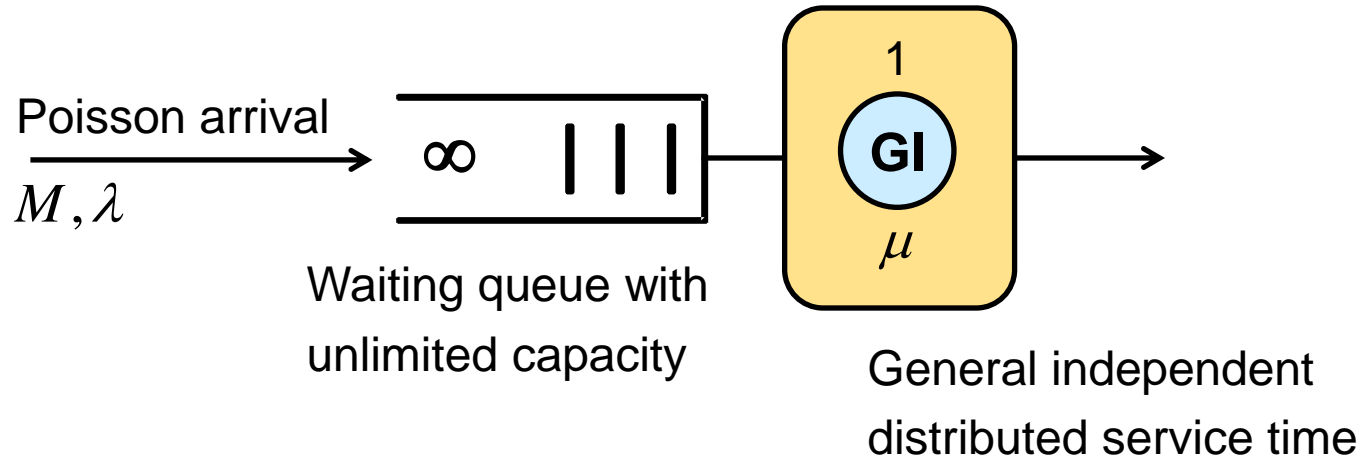 Poisson arrival
M, λ
∞
1
GI
μ
Waiting queue with
unlimited capacity
General independent
distributed service time